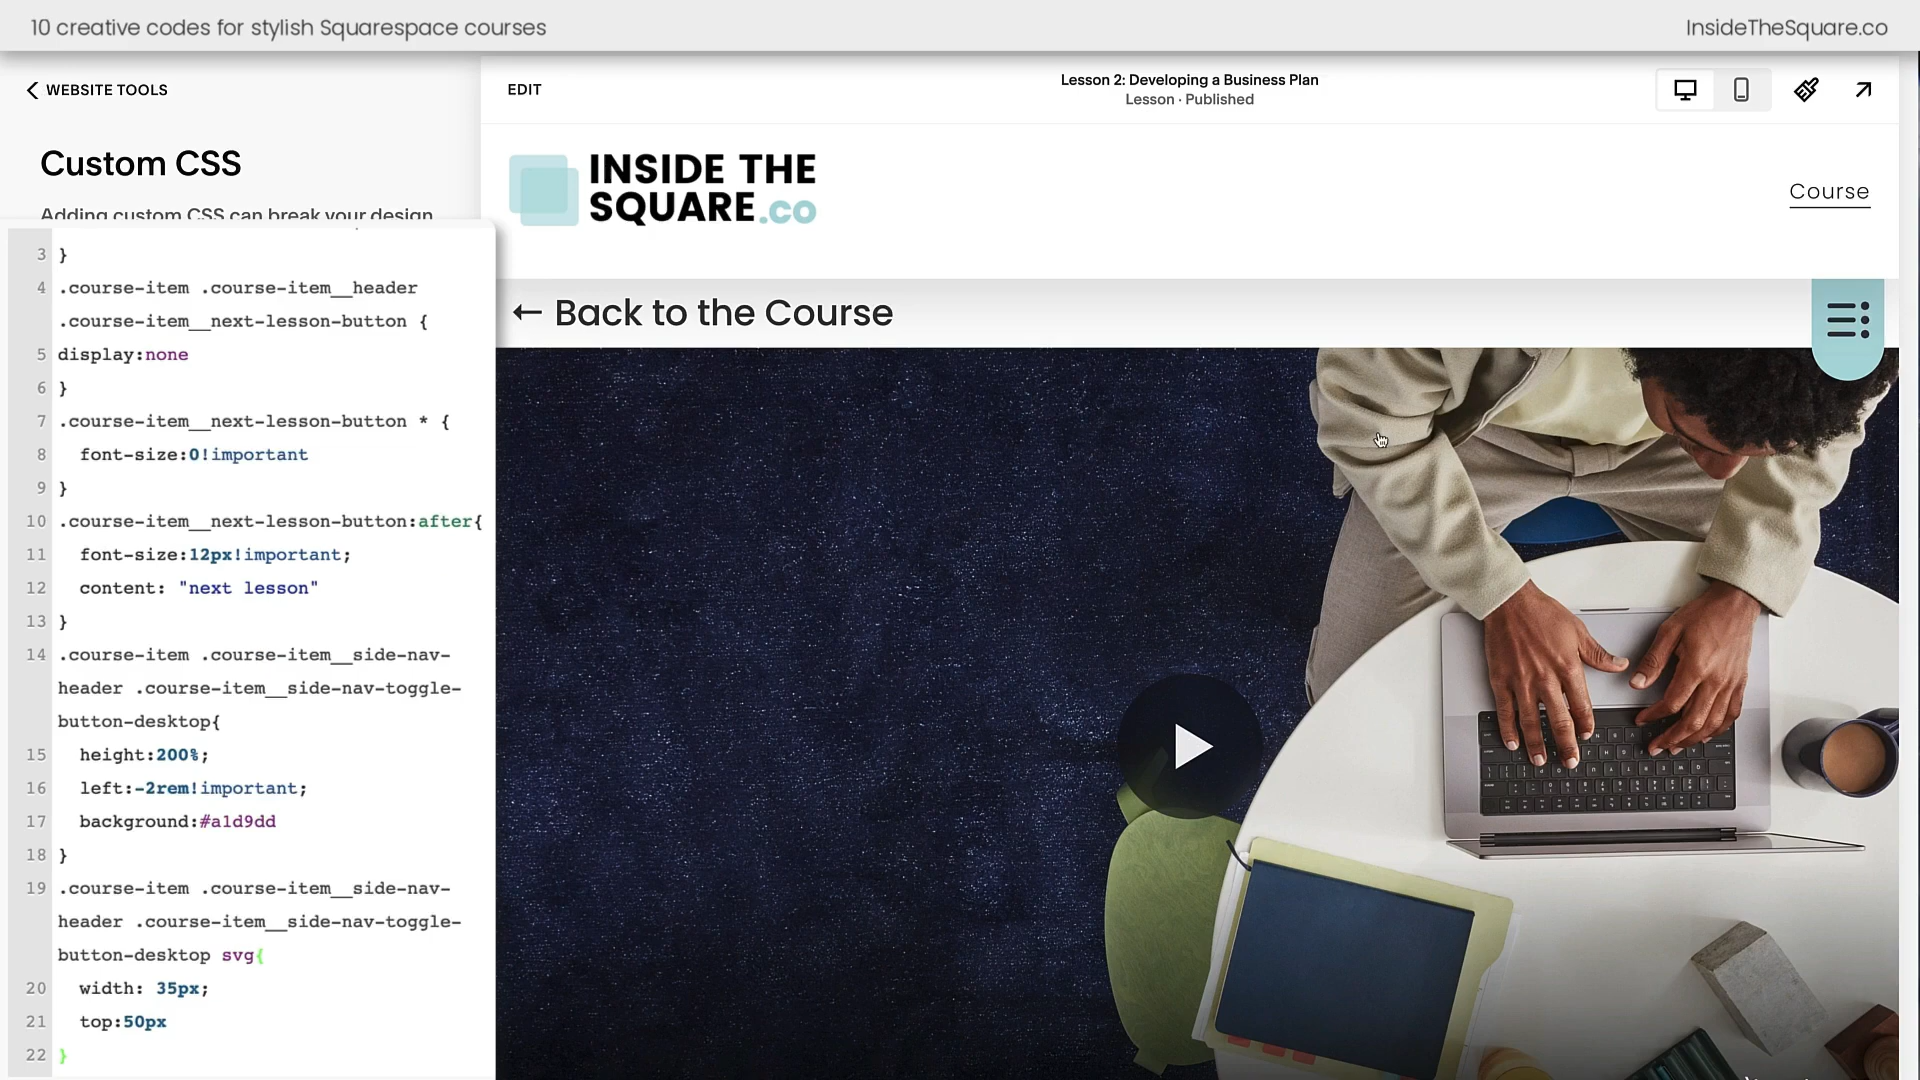 10 creative codes for stylish Squarespace courses
InsideTheSquare.co
WEBSITE TOOLS
EDIT
Lesson 2: Developing a Business Plan
Lesson · Published
Custom CSS
Adding custom CSS can break your design
INSIDE THE
SQUARE.co
Course
← Back to the Course
3 }
4 .course-item .course-item__header
.course-item__next-lesson-button {
5 display:none
6 }
7 .course-item__next-lesson-button * {
8 font-size:0!important
9 }
10 .course-item__next-lesson-button:after{
11 font-size:12px!important;
12 content: "next lesson"
13 }
14 .course-item .course-item__side-nav-
header .course-item__side-nav-toggle-
button-desktop{
15 height:200%;
16 left:-2rem!important;
17 background:#a1d9dd
18 }
19 .course-item .course-item__side-nav-
header .course-item__side-nav-toggle-
button-desktop svg{
20 width: 35px;
21 top:50px
22 }